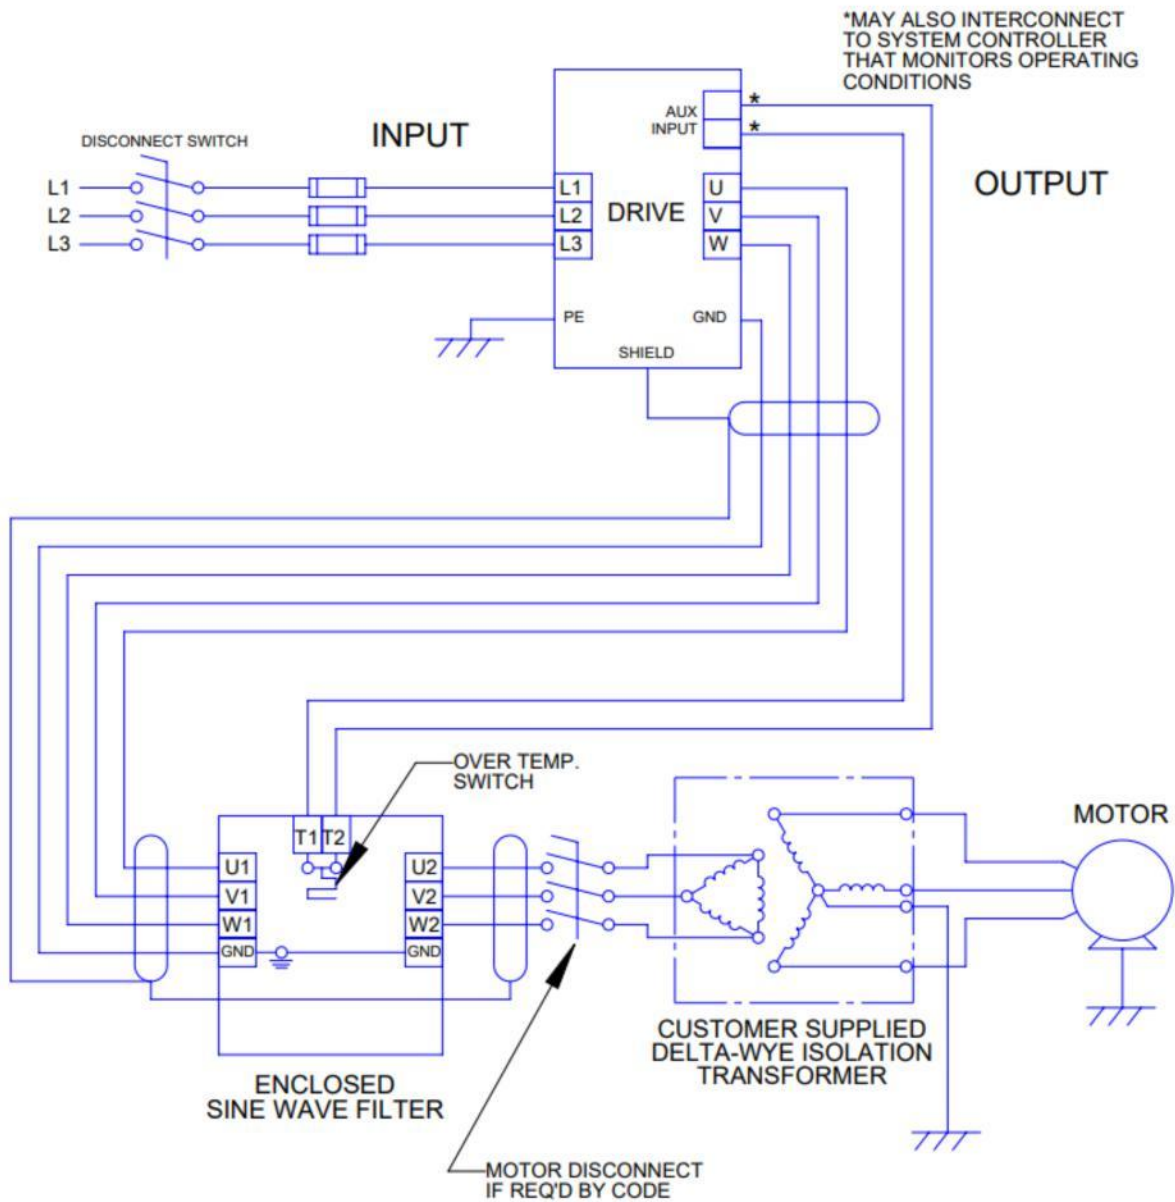 *MAY ALSO INTERCONNECT
TO SYSTEM CONTROLLER
THAT MONITORS OPERATING
CONDITIONS
INPUT
DISCONNECT SWITCH
AUX
INPUT
*
*
OUTPUT
L1
L2
L3
L1
L2
L3
DRIVE
U
V
W
PE
GND
SHIELD
OVER TEMP.
SWITCH
T1 T2
U1
V1
W1
GND
U2
V2
W2
GND
MOTOR
ENCLOSED
SINE WAVE FILTER
CUSTOMER SUPPLIED
DELTA-WYE ISOLATION
TRANSFORMER
MOTOR DISCONNECT
IF REQ'D BY CODE